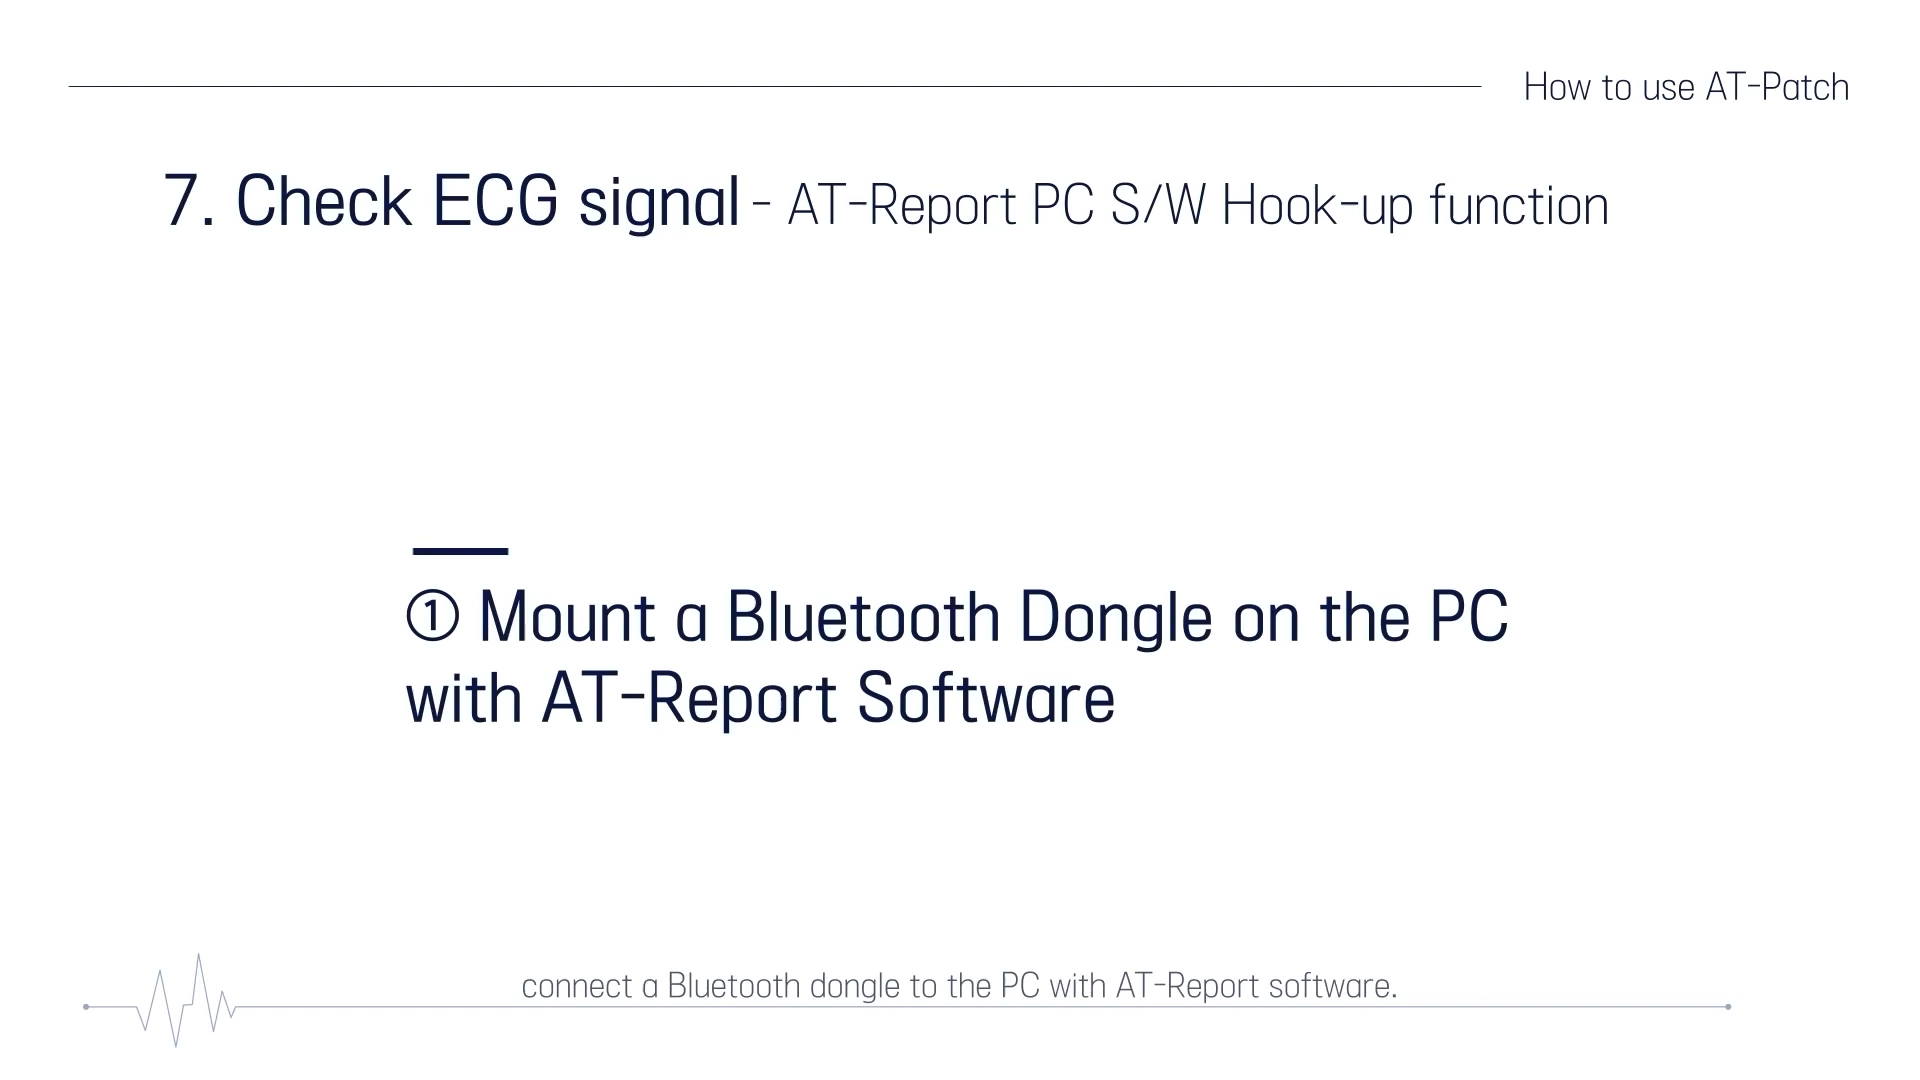 How to use AT-Patch
7. Check ECG signal - AT-Report PC S/W Hook-up function
① Mount a Bluetooth Dongle on the PC
with AT-Report Software
connect a Bluetooth dongle to the PC with AT-Report software.